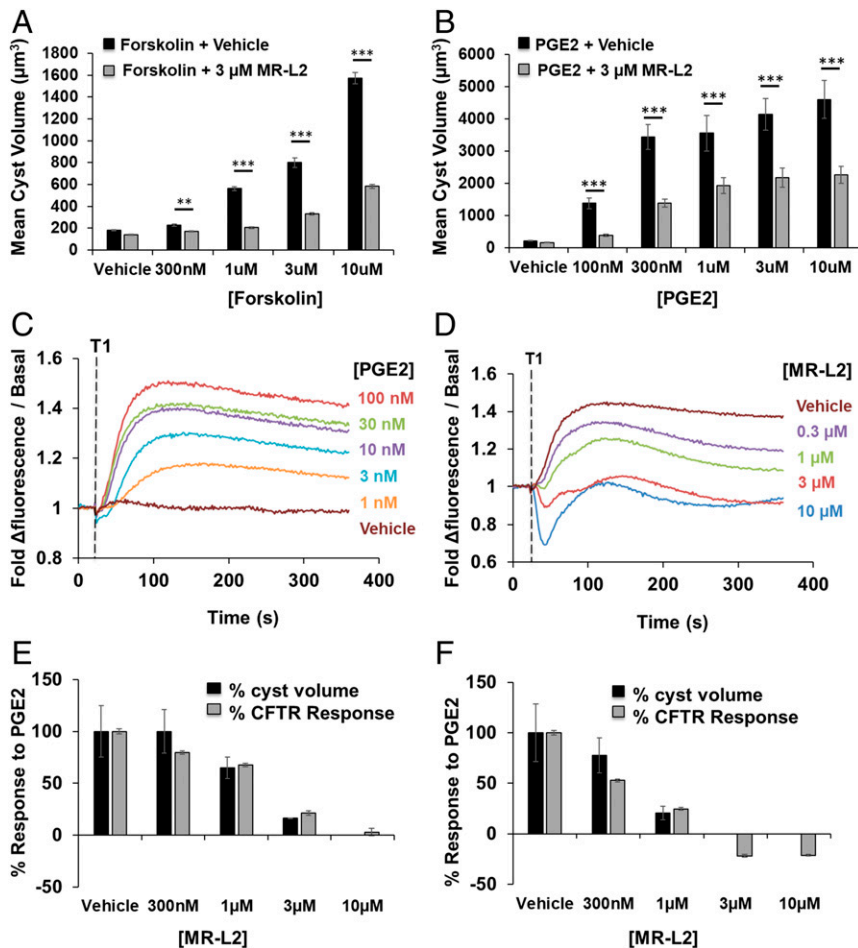 A
Mean Cyst Volume (µm³)
1800
1600
1400
1200
1000
800
600
400
200
0
Forskolin + Vehicle
Forskolin + 3 µM MR-L2
**
***
***
***
Vehicle 300nM 1uM 3uM 10uM
[Forskolin]
B
Mean Cyst Volume (µm³)
6000
5000
4000
3000
2000
1000
0
PGE2 + Vehicle
PGE2 + 3 µM MR-L2
***
***
***
***
***
Vehicle 100nM 300nM 1uM 3uM 10uM
[PGE2]
C
Fold Δfluorescence / Basal
1.6
1.4
1.2
1
0.8
T1
[PGE2]
100 nM
30 nM
10 nM
3 nM
1 nM
Vehicle
0 100 200 300 400
Time (s)
D
Fold Δfluorescence / Basal
1.6
1.4
1.2
1.0
0.8
0.6
T1
[MR-L2]
Vehicle
0.3 µM
1 µM
3 µM
10 µM
0 100 200 300 400
Time (s)
E
% Response to PGE2
150
100
50
0
-50
% cyst volume
% CFTR Response
Vehicle 300nM 1µM 3µM 10µM
[MR-L2]
F
% Response to PGE2
150
100
50
0
-50
% cyst volume
% CFTR Response
Vehicle 300nM 1µM 3µM 10µM
[MR-L2]